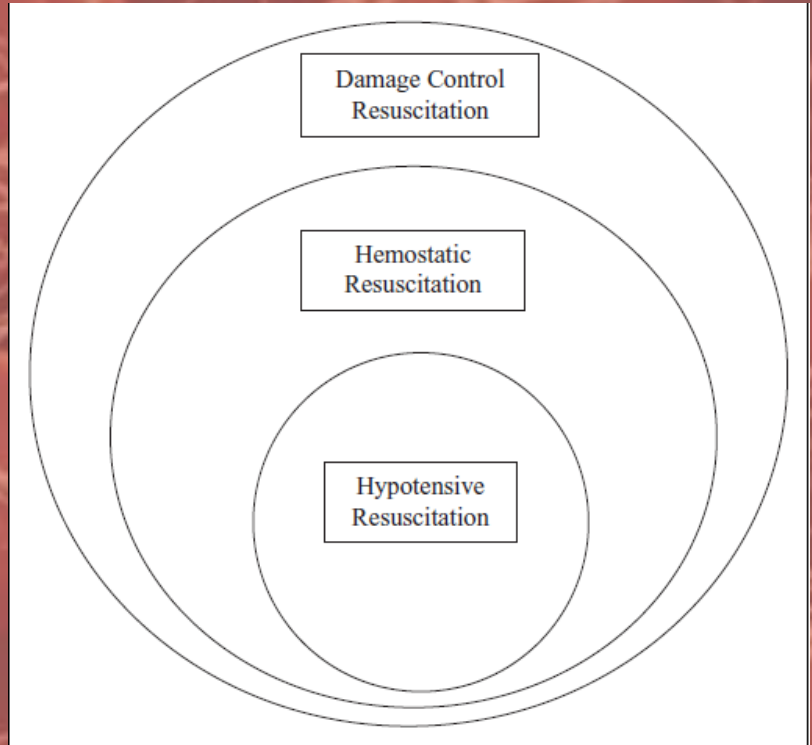 Damage Control
Resuscitation
Hemostatic
Resuscitation
Hypotensive
Resuscitation